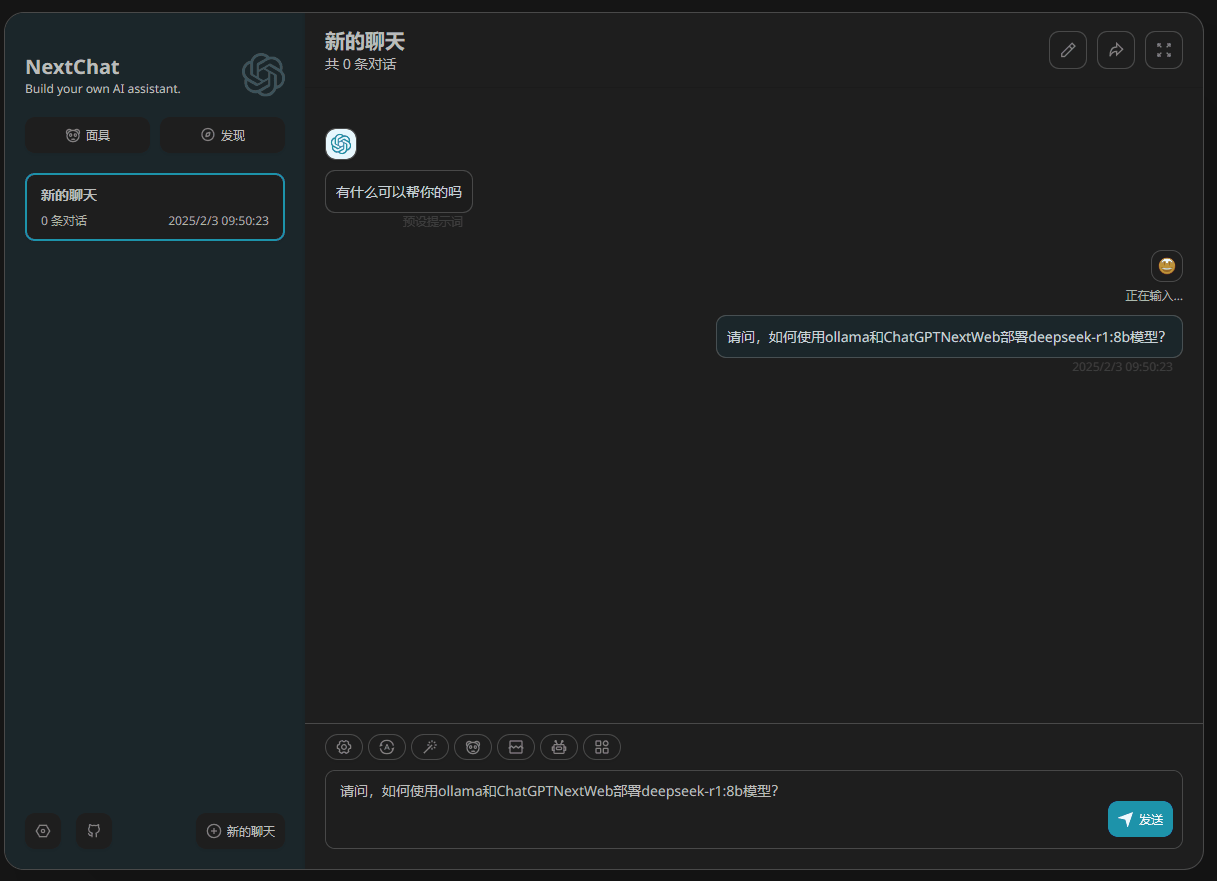 NextChat
Build your own AI assistant.
面具
发现
新的聊天
0 条对话
2025/2/3 09:50:23
新的聊天
新的聊天
共 0 条对话
有什么可以帮你的吗
预设提示词
正在输入...
请问，如何使用ollama和ChatGPTNextWeb部署deepseek-r1:8b模型？
2025/2/3 09:50:23
请问，如何使用ollama和ChatGPTNextWeb部署deepseek-r1:8b模型？
发送